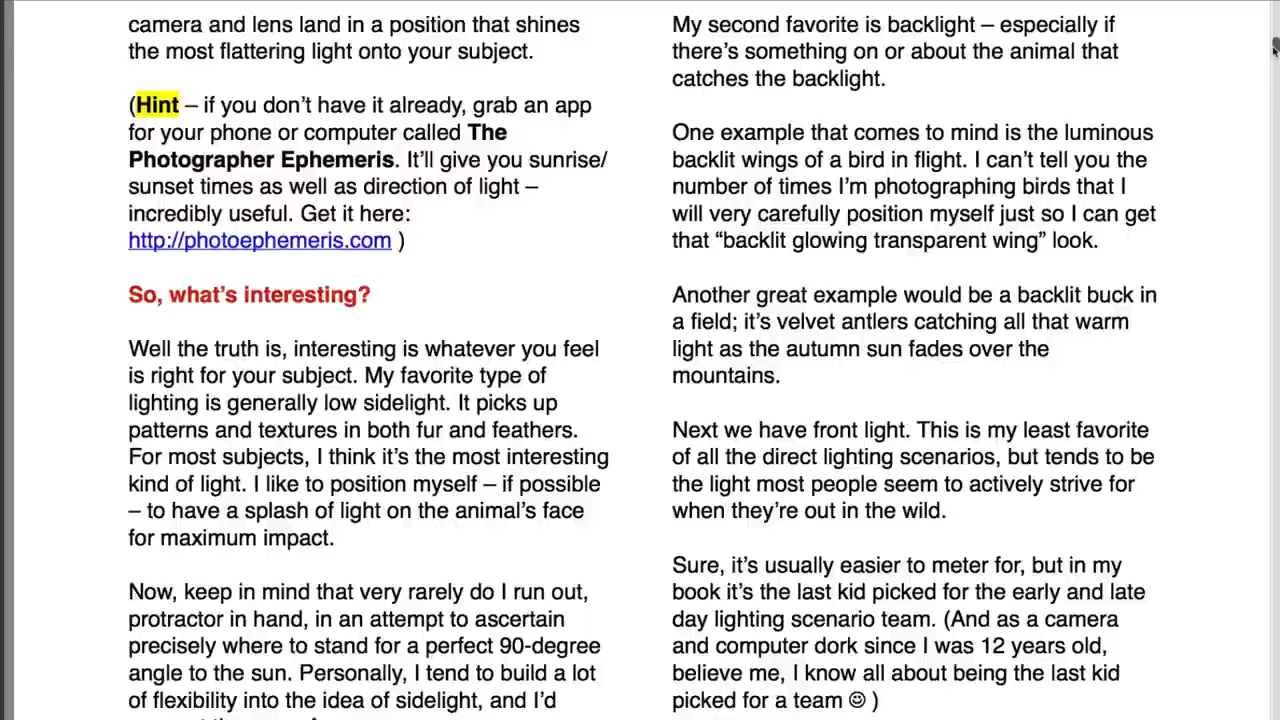 camera and lens land in a position that shines
the most flattering light onto your subject.
(Hint – if you don’t have it already, grab an app
for your phone or computer called The
Photographer Ephemeris. It’ll give you sunrise/
sunset times as well as direction of light –
incredibly useful. Get it here:
http://photoephemeris.com )
So, what’s interesting?
Well the truth is, interesting is whatever you feel
is right for your subject. My favorite type of
lighting is generally low sidelight. It picks up
patterns and textures in both fur and feathers.
For most subjects, I think it’s the most interesting
kind of light. I like to position myself – if possible
– to have a splash of light on the animal’s face
for maximum impact.
Now, keep in mind that very rarely do I run out,
protractor in hand, in an attempt to ascertain
precisely where to stand for a perfect 90-degree
angle to the sun. Personally, I tend to build a lot
of flexibility into the idea of sidelight, and I’d
My second favorite is backlight – especially if
there’s something on or about the animal that
catches the backlight.
One example that comes to mind is the luminous
backlit wings of a bird in flight. I can’t tell you the
number of times I’m photographing birds that I
will very carefully position myself just so I can get
that “backlit glowing transparent wing” look.
Another great example would be a backlit buck in
a field; it’s velvet antlers catching all that warm
light as the autumn sun fades over the
mountains.
Next we have front light. This is my least favorite
of all the direct lighting scenarios, but tends to be
the light most people seem to actively strive for
when they’re out in the wild.
Sure, it’s usually easier to meter for, but in my
book it’s the last kid picked for the early and late
day lighting scenario team. (And as a camera
and computer dork since I was 12 years old,
believe me, I know all about being the last kid
picked for a team ☺ )